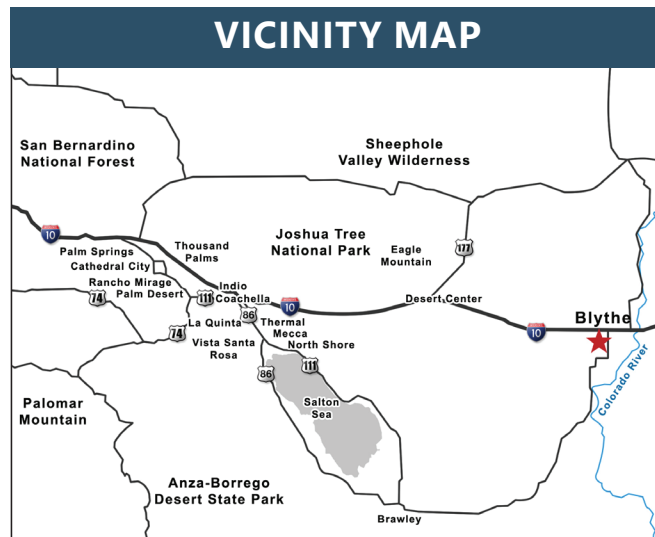 VICINITY MAP
San Bernardino
National Forest
Sheephole
Valley Wilderness
10
Palm Springs
Cathedral City
Thousand
Palms
Joshua Tree
National Park
Eagle
Mountain
177
Rancho Mirage
Palm Desert
74
111
Indio
Coachella
10
Desert Center
86
La Quinta
74
Thermal
Mecca
North Shore
Vista Santa
Rosa
10
Blythe
86
111
Colorado River
Palomar
Mountain
Salton
Sea
Anza-Borrego
Desert State Park
Brawley